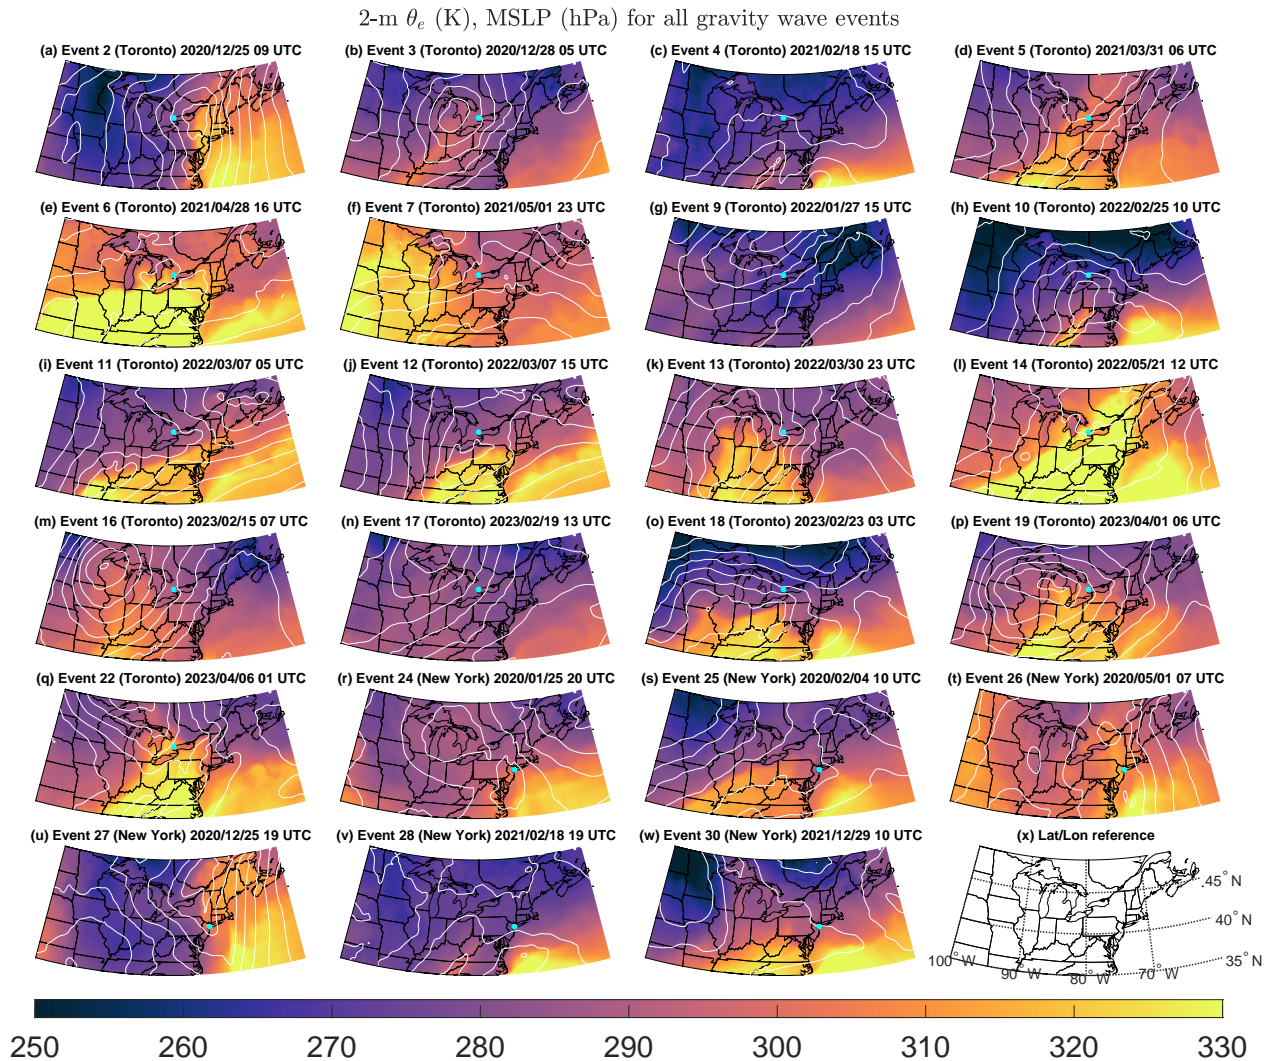 2-m θe (K), MSLP (hPa) for all gravity wave events
(a) Event 2 (Toronto) 2020/12/25 09 UTC
(b) Event 3 (Toronto) 2020/12/28 05 UTC
(c) Event 4 (Toronto) 2021/02/18 15 UTC
(d) Event 5 (Toronto) 2021/03/31 06 UTC
(e) Event 6 (Toronto) 2021/04/28 16 UTC
(f) Event 7 (Toronto) 2021/05/01 23 UTC
(g) Event 9 (Toronto) 2022/01/27 15 UTC
(h) Event 10 (Toronto) 2022/02/25 10 UTC
(i) Event 11 (Toronto) 2022/03/07 05 UTC
(j) Event 12 (Toronto) 2022/03/07 15 UTC
(k) Event 13 (Toronto) 2022/03/30 23 UTC
(l) Event 14 (Toronto) 2022/05/21 12 UTC
(m) Event 16 (Toronto) 2023/02/15 07 UTC
(n) Event 17 (Toronto) 2023/02/19 13 UTC
(o) Event 18 (Toronto) 2023/02/23 03 UTC
(p) Event 19 (Toronto) 2023/04/01 06 UTC
(q) Event 22 (Toronto) 2023/04/06 01 UTC
(r) Event 24 (New York) 2020/01/25 20 UTC
(s) Event 25 (New York) 2020/02/04 10 UTC
(t) Event 26 (New York) 2020/05/01 07 UTC
(u) Event 27 (New York) 2020/12/25 19 UTC
(v) Event 28 (New York) 2021/02/18 19 UTC
(w) Event 30 (New York) 2021/12/29 10 UTC
(x) Lat/Lon reference
45°N
40°N
35°N
100°W
90°W
80°W
70°W
250 260 270 280 290 300 310 320 330